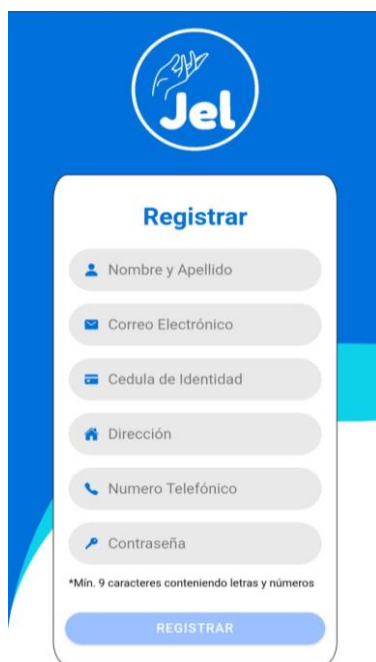 Jel
Registrar
Nombre y Apellido
Correo Electrónico
Cedula de Identidad
Dirección
Numero Telefónico
Contraseña
*Mín. 9 caracteres conteniendo letras y números
REGISTRAR